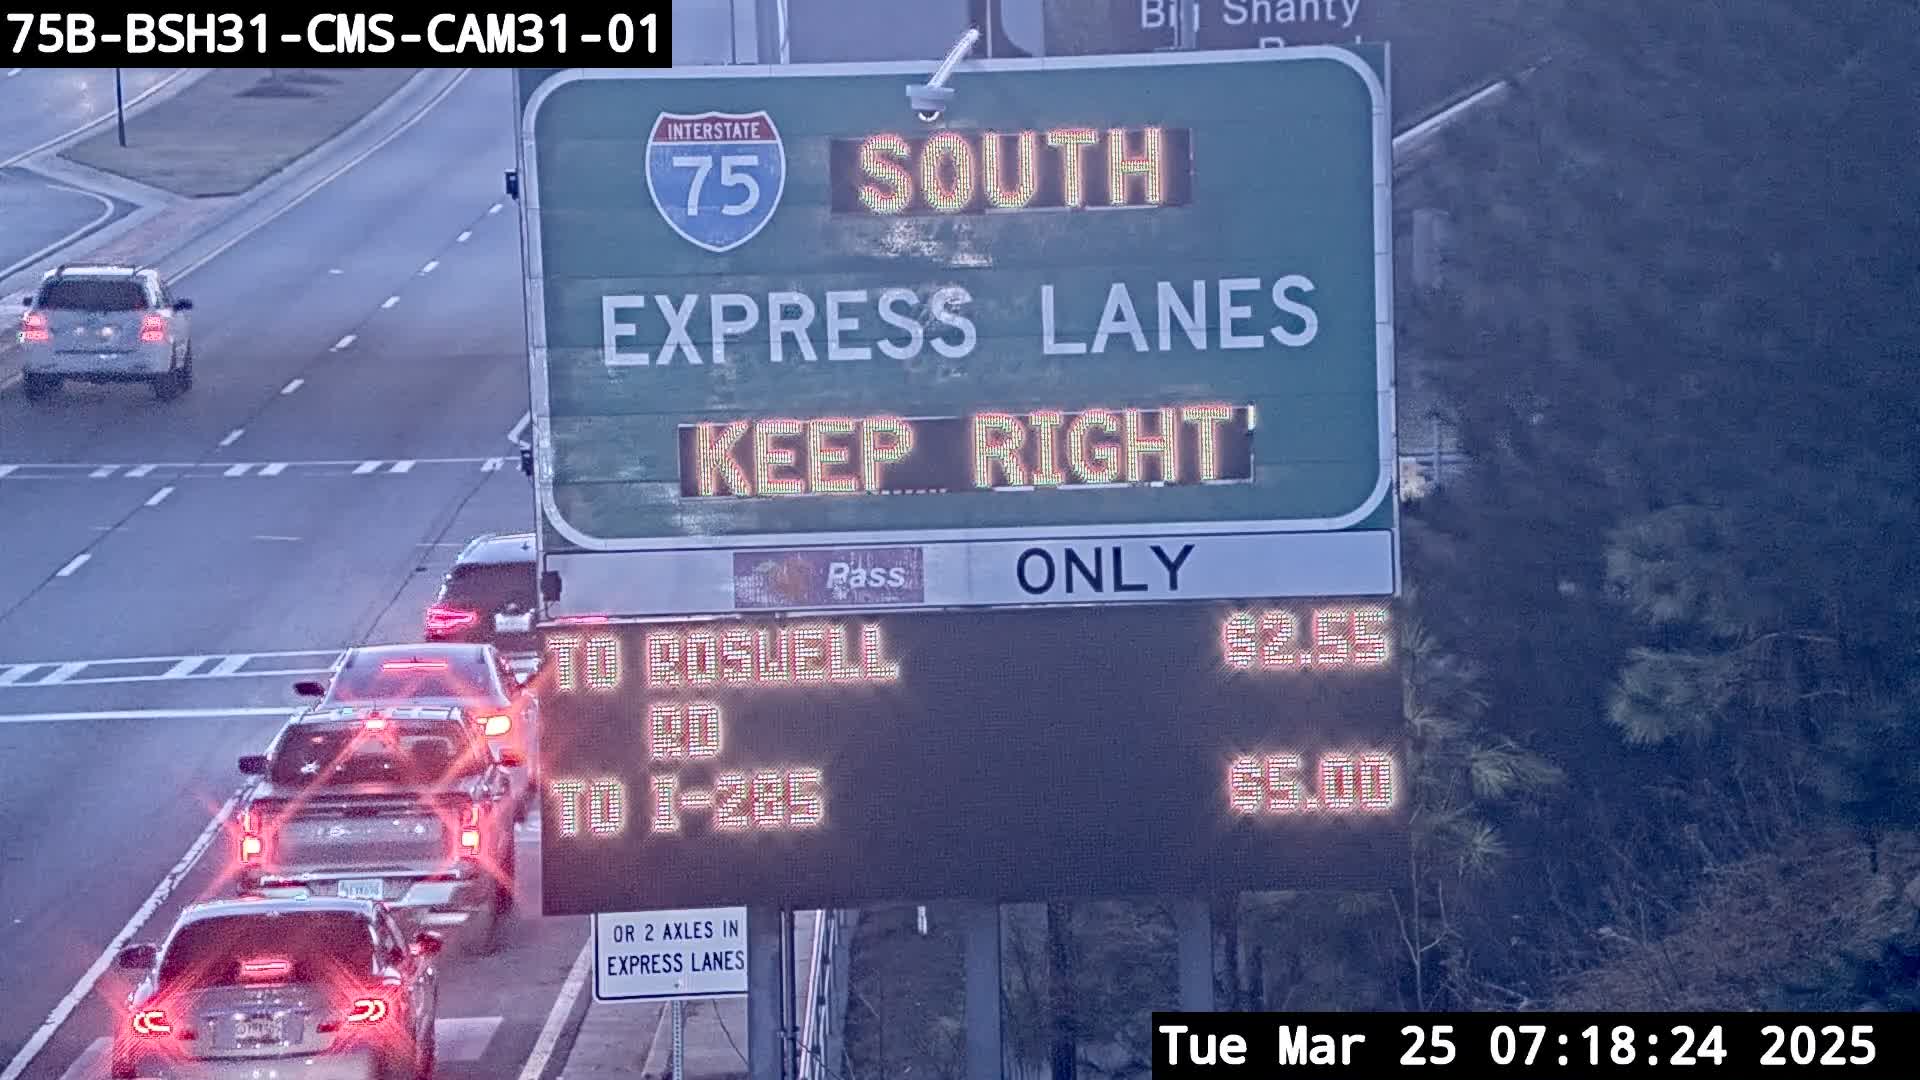 75B-BSH31-CMS-CAM31-01
Big Shanty
INTERSTATE
75
SOUTH
EXPRESS LANES
KEEP RIGHT
Pass ONLY
TO ROSWELL $2.55
RD
TO I-285 $5.00
OR 2 AXLES IN
EXPRESS LANES
Tue Mar 25 07:18:24 2025